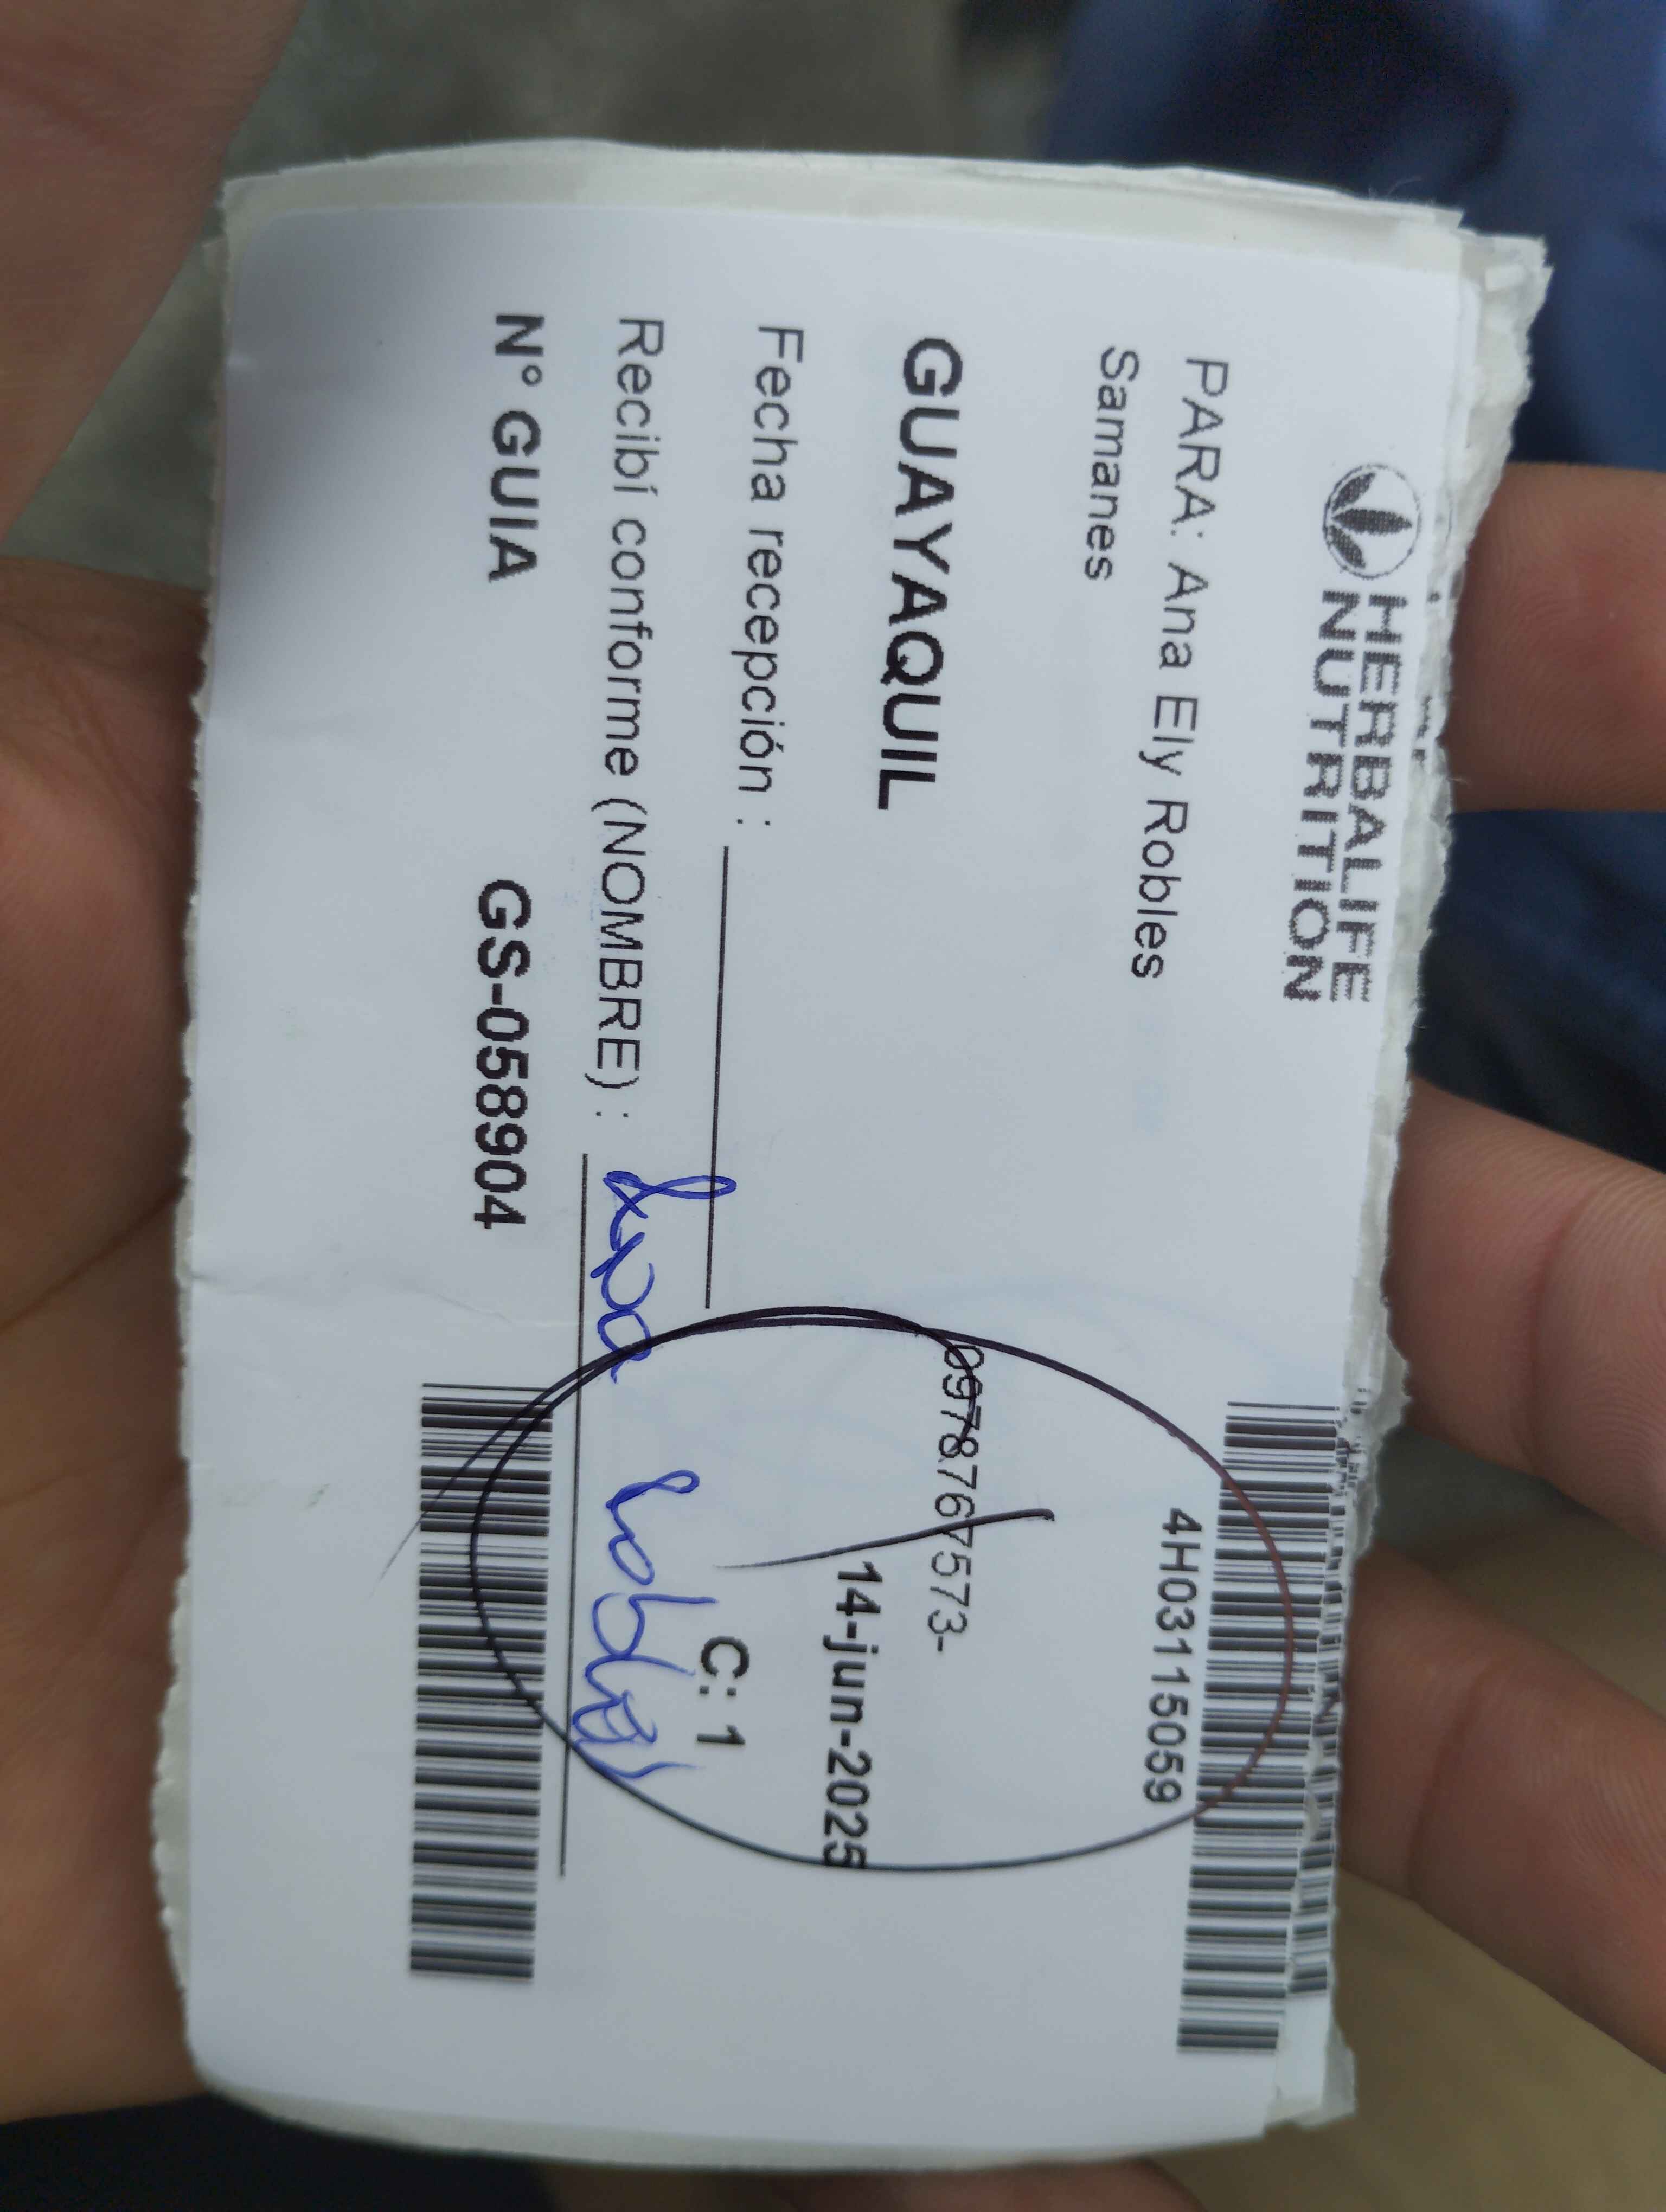 HERBALIFE
NUTRITION
4H03115059
PARA: Ana Ely Robles
Samanes
0978767573-
GUAYAQUIL
14-jun-2025
Fecha recepción :
C: 1
Recibí conforme (NOMBRE) : Robles
N° GUIA GS-058904